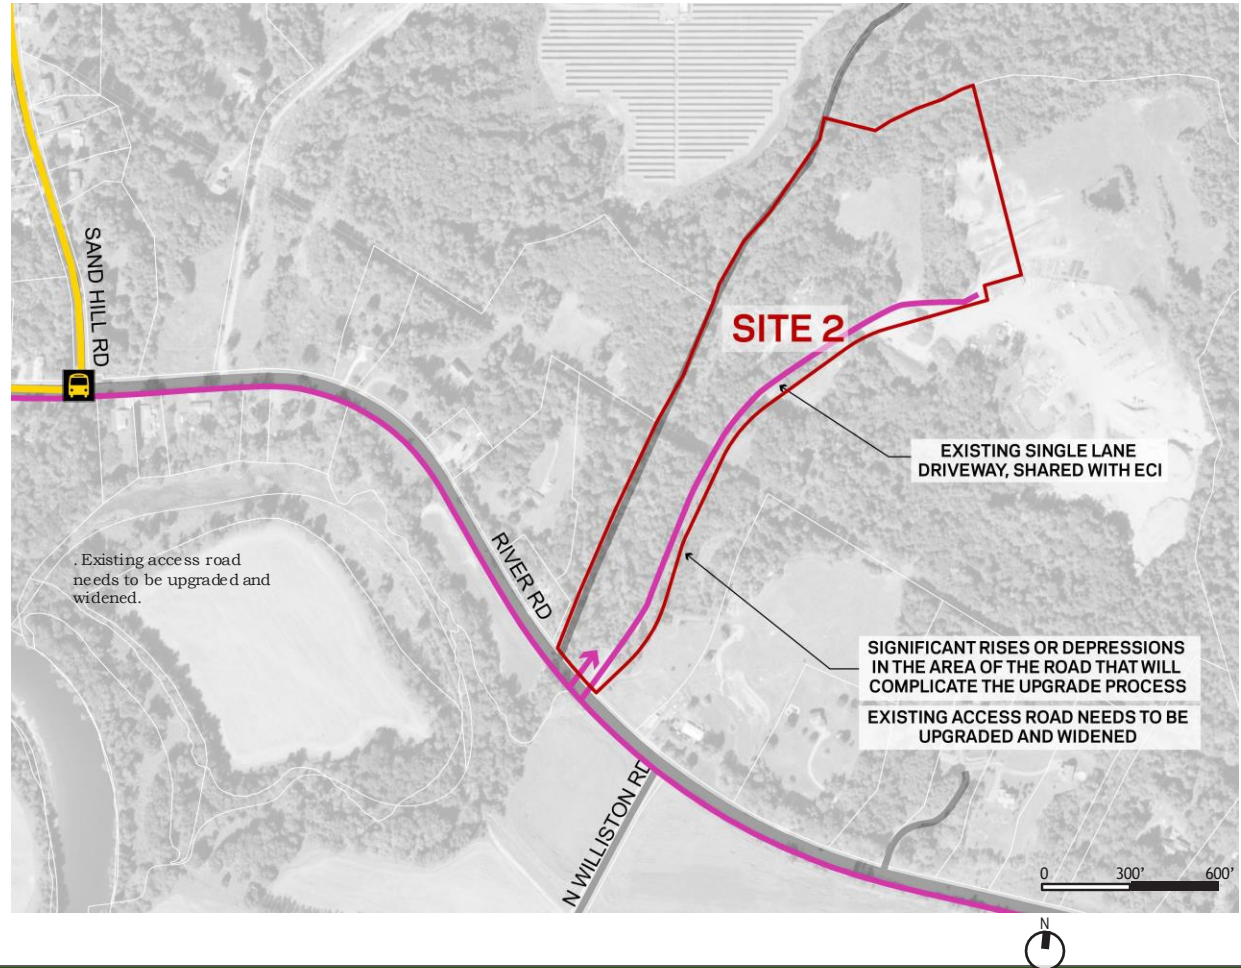 SAND HILL RD
SITE 2
EXISTING SINGLE LANE
DRIVEWAY, SHARED WITH ECI
RIVER RD
. Existing access road
needs to be upgraded and
widened.
SIGNIFICANT RISES OR DEPRESSIONS
IN THE AREA OF THE ROAD THAT WILL
COMPLICATE THE UPGRADE PROCESS
EXISTING ACCESS ROAD NEEDS TO BE
UPGRADED AND WIDENED
N WILLISTON RD
0 300' 600'
N